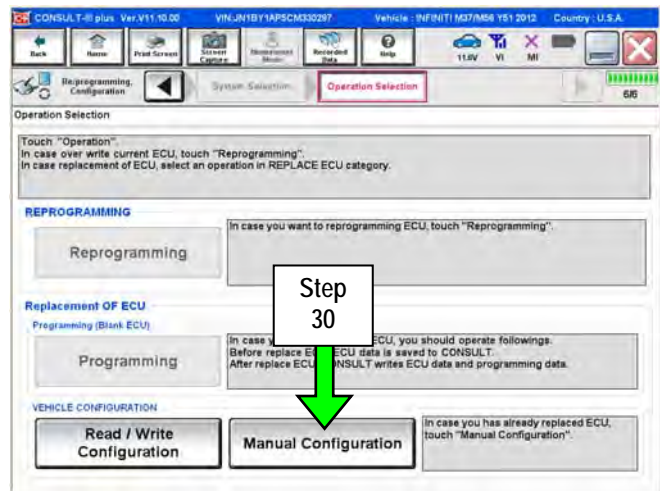 CONSULT-III plus Ver.V11.10.00 VIN:JN1BY1AP5CM330297 Vehicle : INFINITI M37/M56 Y51 2012 Country : U.S.A.
Back Home Print Screen Screen Capture Measurement Mode Recorded Data Help 11.8V VI MI
Re/programming, Configuration System Selection Operation Selection 6/6
Operation Selection
Touch "Operation".
In case over write current ECU, touch "Reprogramming".
In case replacement of ECU, select an operation in REPLACE ECU category.
REPROGRAMMING
Reprogramming
In case you want to reprogramming ECU, touch "Reprogramming".
Step
30
Replacement OF ECU
Programming (Blank ECU)
Programming
In case y ECU, you should operate followings.
Before replace EC ECU data is saved to CONSULT.
After replace ECU ONSULT writes ECU data and programming data.
VEHICLE CONFIGURATION
Read / Write
Configuration
Manual Configuration
In case you has already replaced ECU,
touch "Manual Configuration".